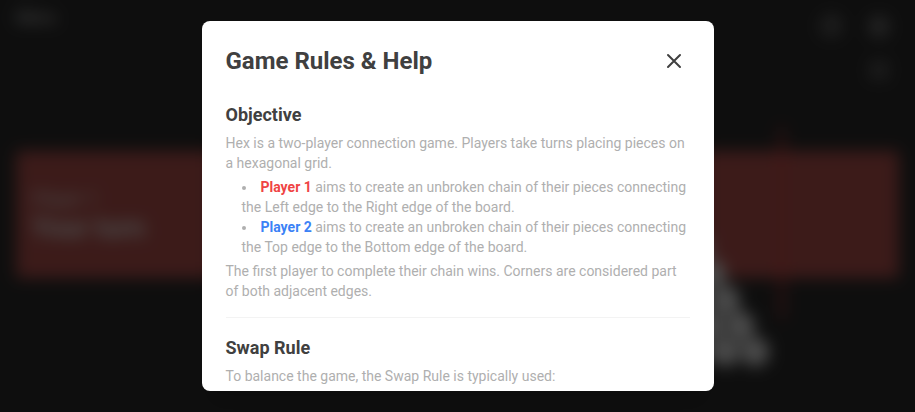 Game Rules & Help
Objective
Hex is a two-player connection game. Players take turns placing pieces on
a hexagonal grid.
• Player 1 aims to create an unbroken chain of their pieces connecting
the Left edge to the Right edge of the board.
• Player 2 aims to create an unbroken chain of their pieces connecting
the Top edge to the Bottom edge of the board.
The first player to complete their chain wins. Corners are considered part
of both adjacent edges.
Swap Rule
To balance the game, the Swap Rule is typically used: